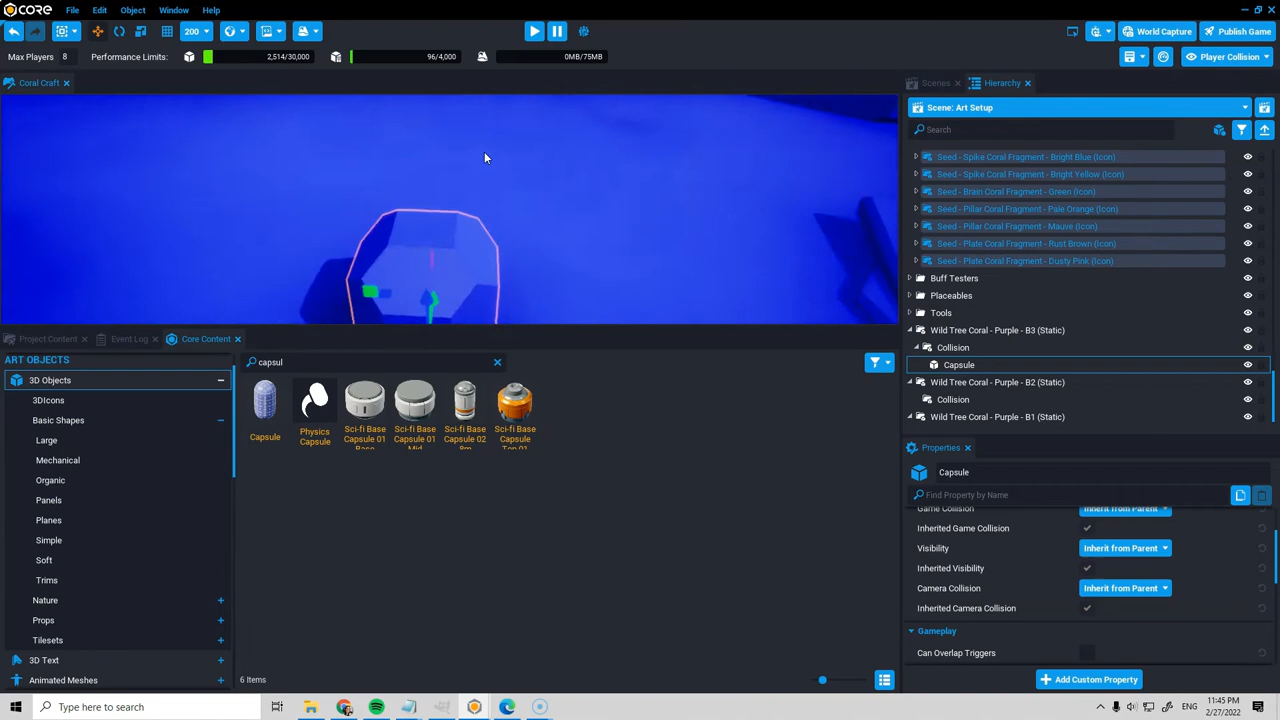 CORE File Edit Object Window Help
200 World Capture Publish Game
Max Players 8 Performance Limits: 2,514/30,000 96/4,000 0MB/75MB Player Collision
Coral Craft Scenes Hierarchy
Scene: Art Setup
Search
Seed - Spike Coral Fragment - Bright Blue (Icon)
Seed - Spike Coral Fragment - Bright Yellow (Icon)
Seed - Brain Coral Fragment - Green (Icon)
Seed - Pillar Coral Fragment - Pale Orange (Icon)
Seed - Pillar Coral Fragment - Mauve (Icon)
Seed - Plate Coral Fragment - Rust Brown (Icon)
Seed - Plate Coral Fragment - Dusty Pink (Icon)
Buff Testers
Placeables
Tools
Wild Tree Coral - Purple - B3 (Static)
Collision
Capsule
Wild Tree Coral - Purple - B2 (Static)
Collision
Wild Tree Coral - Purple - B1 (Static)
Project Content Event Log Core Content
ART OBJECTS
capsul
3D Objects
3DIcons
Basic Shapes
Large
Mechanical
Organic
Panels
Planes
Simple
Soft
Trims
Nature
Props
Tilesets
3D Text
Animated Meshes
Capsule
Physics
Capsule
Sci-fi Base
Capsule 01
Sci-fi Base
Capsule 01
Sci-fi Base
Capsule 02
Sci-fi Base
Capsule
6 Items
Properties
Capsule
Find Property by Name
Game Collision Inherit from Parent
Inherited Game Collision
Visibility Inherit from Parent
Inherited Visibility
Camera Collision Inherit from Parent
Inherited Camera Collision
Gameplay
Can Overlap Triggers
Add Custom Property
Type here to search
11:45 PM
2/27/2022